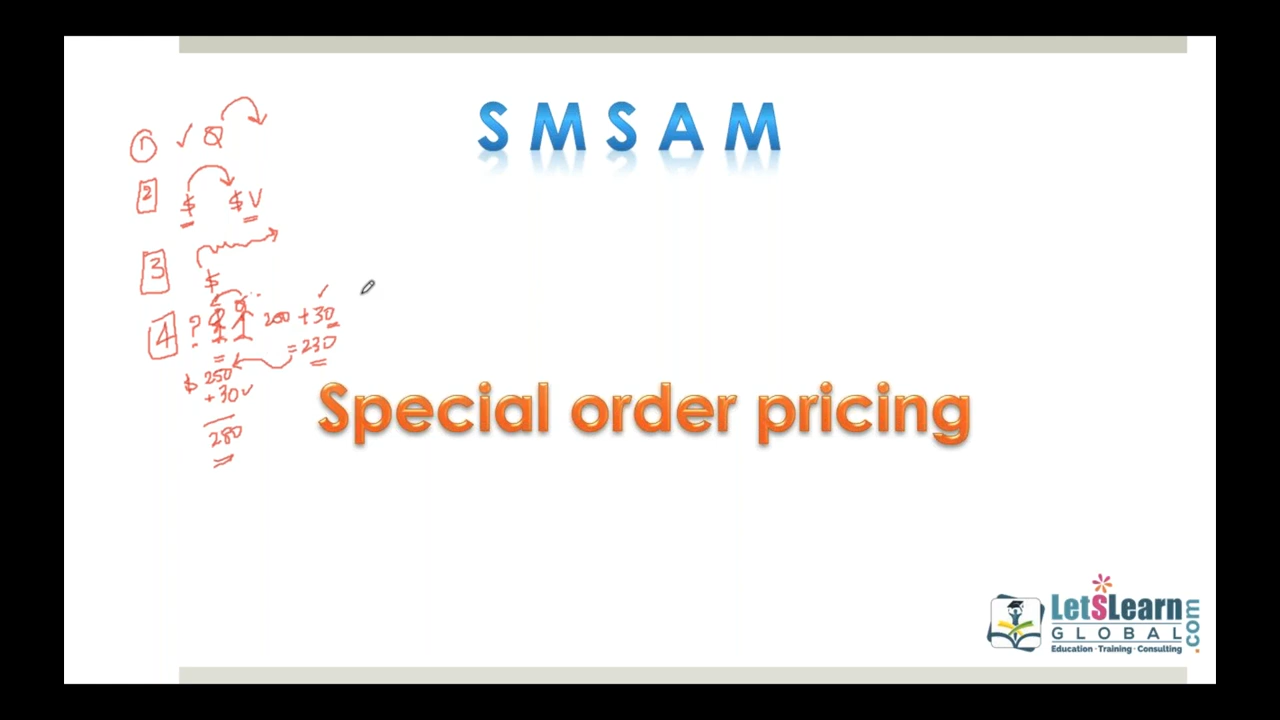 S M S A M
① ✓ Q
2 $ $ V
3 $
4 ? 200 + 30 ✓
= 230
$ 250
+ 30 ✓
280
Special order pricing
LetSLearn
GLOBAL
.com
Education · Training · Consulting